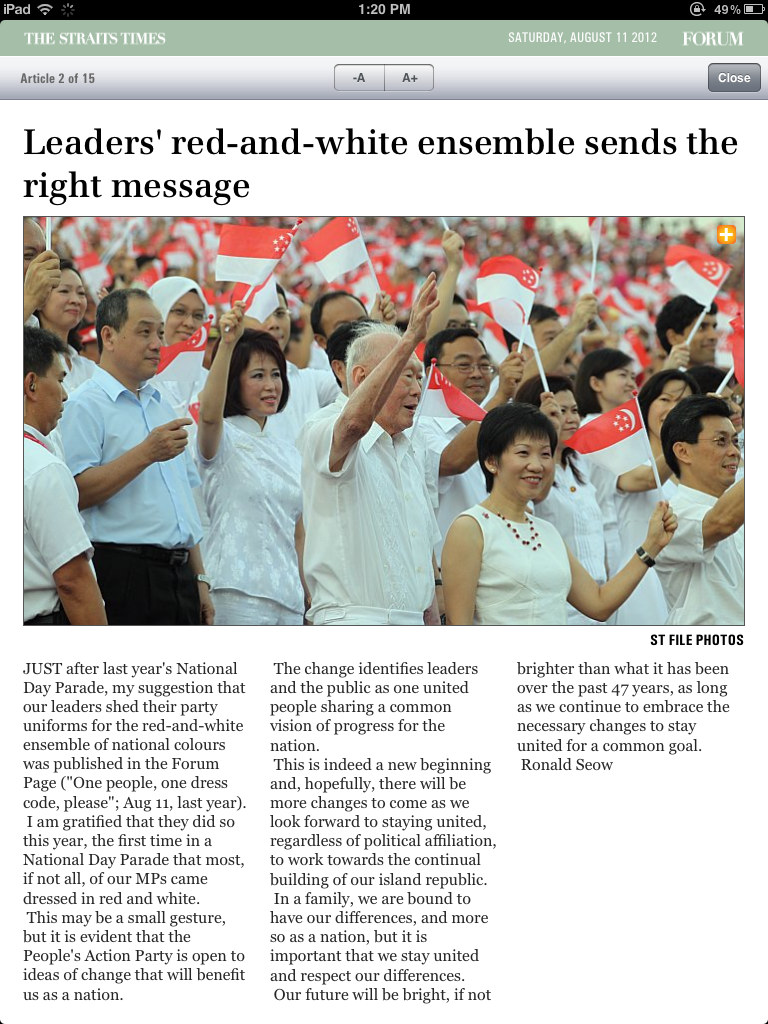 iPad
1:20 PM
49%
THE STRAITS TIMES
SATURDAY, AUGUST 11 2012
FORUM
Article 2 of 15
-A
A+
Close
Leaders' red-and-white ensemble sends the
right message
ST FILE PHOTOS
JUST after last year's National
Day Parade, my suggestion that
our leaders shed their party
uniforms for the red-and-white
ensemble of national colours
was published in the Forum
Page ("One people, one dress
code, please"; Aug 11, last year).
I am gratified that they did so
this year, the first time in a
National Day Parade that most,
if not all, of our MPs came
dressed in red and white.
This may be a small gesture,
but it is evident that the
People's Action Party is open to
ideas of change that will benefit
us as a nation.
The change identifies leaders
and the public as one united
people sharing a common
vision of progress for the
nation.
This is indeed a new beginning
and, hopefully, there will be
more changes to come as we
look forward to staying united,
regardless of political affiliation,
to work towards the continual
building of our island republic.
In a family, we are bound to
have our differences, and more
so as a nation, but it is
important that we stay united
and respect our differences.
Our future will be bright, if not
brighter than what it has been
over the past 47 years, as long
as we continue to embrace the
necessary changes to stay
united for a common goal.
Ronald Seow